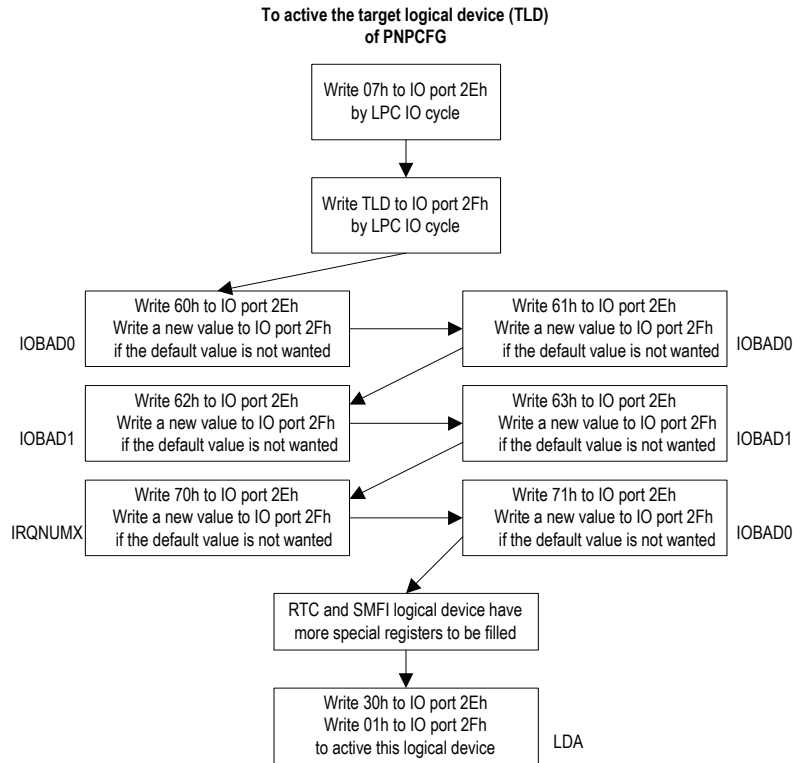 To active the target logical device (TLD)
of PNPCFG
Write 07h to IO port 2Eh
by LPC IO cycle
Write TLD to IO port 2Fh
by LPC IO cycle
IOBAD0
Write 60h to IO port 2Eh
Write a new value to IO port 2Fh
if the default value is not wanted
Write 61h to IO port 2Eh
Write a new value to IO port 2Fh
if the default value is not wanted
IOBAD0
IOBAD1
Write 62h to IO port 2Eh
Write a new value to IO port 2Fh
if the default value is not wanted
Write 63h to IO port 2Eh
Write a new value to IO port 2Fh
if the default value is not wanted
IOBAD1
IRQNUMX
Write 70h to IO port 2Eh
Write a new value to IO port 2Fh
if the default value is not wanted
Write 71h to IO port 2Eh
Write a new value to IO port 2Fh
if the default value is not wanted
IOBAD0
RTC and SMFI logical device have
more special registers to be filled
Write 30h to IO port 2Eh
Write 01h to IO port 2Fh
to active this logical device
LDA